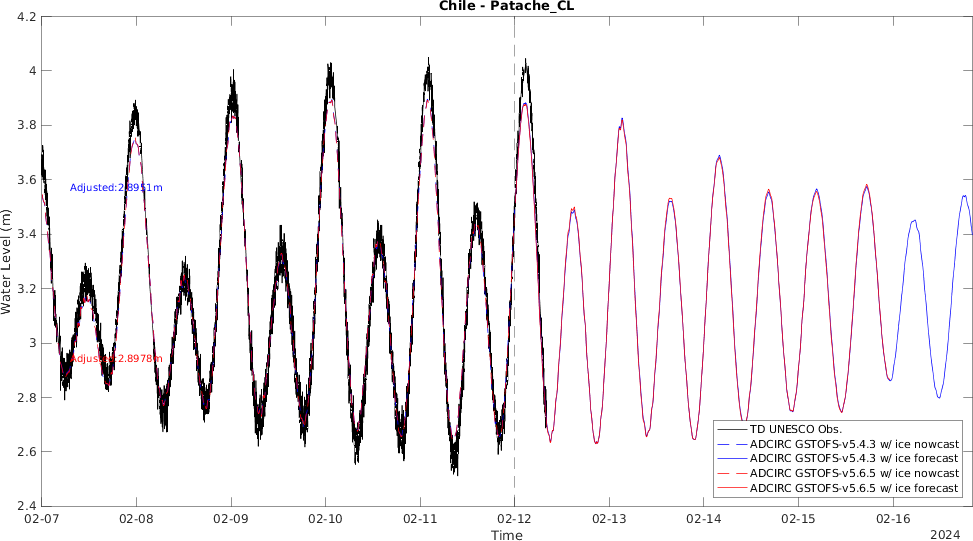 Chile - Patache_CL
Water Level (m)
4.2
4
3.8
3.6
3.4
3.2
3
2.8
2.6
2.4
Adjusted:2.8951m
Adjusted:2.8978m
TD UNESCO Obs.
ADCIRC GSTOFS-v5.4.3 w/ ice nowcast
ADCIRC GSTOFS-v5.4.3 w/ ice forecast
ADCIRC GSTOFS-v5.6.5 w/ ice nowcast
ADCIRC GSTOFS-v5.6.5 w/ ice forecast
02-07 02-08 02-09 02-10 02-11 02-12 02-13 02-14 02-15 02-16
Time
2024